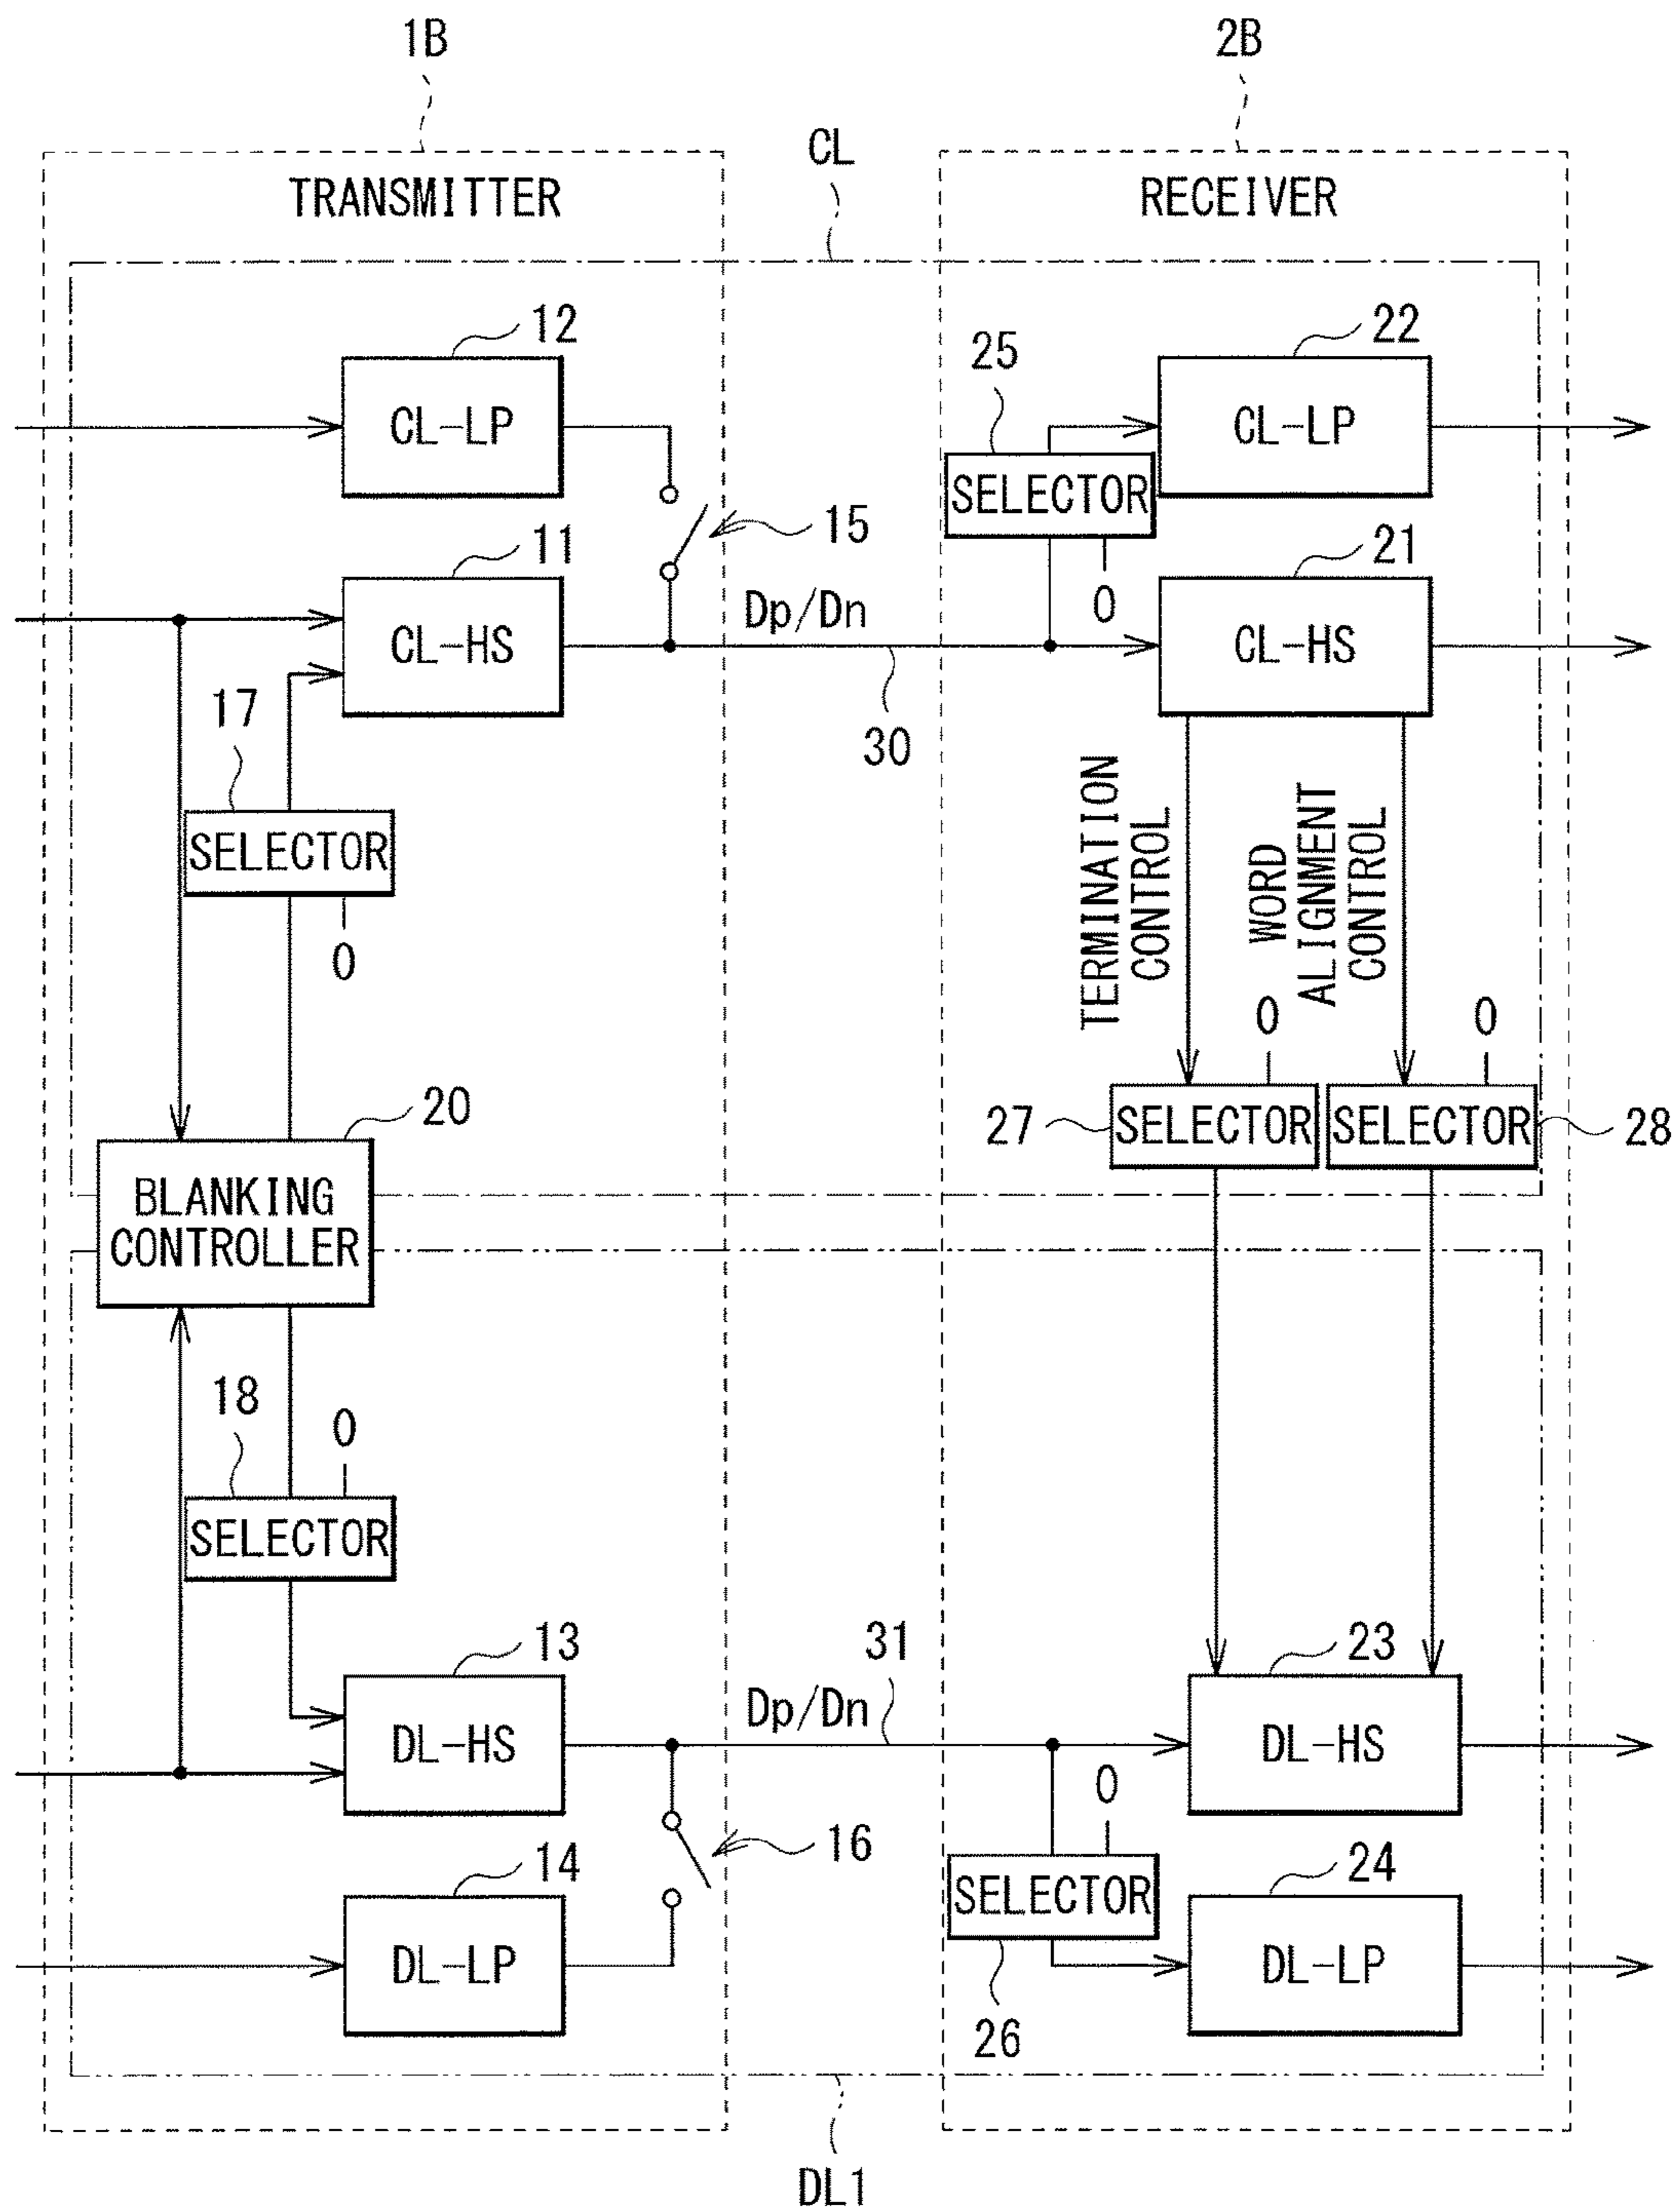 1B
2B
CL
TRANSMITTER
RECEIVER
12
22
25
CL-LP
CL-LP
SELECTOR
15
11
21
0
Dp/Dn
CL-HS
CL-HS
17
30
TERMINATION
CONTROL
WORD
ALIGNMENT
CONTROL
SELECTOR
0
0
0
20
27
SELECTOR
SELECTOR
28
BLANKING
CONTROLLER
18
0
SELECTOR
13
31
23
Dp/Dn
DL-HS
DL-HS
0
16
14
24
SELECTOR
DL-LP
DL-LP
26
DL1